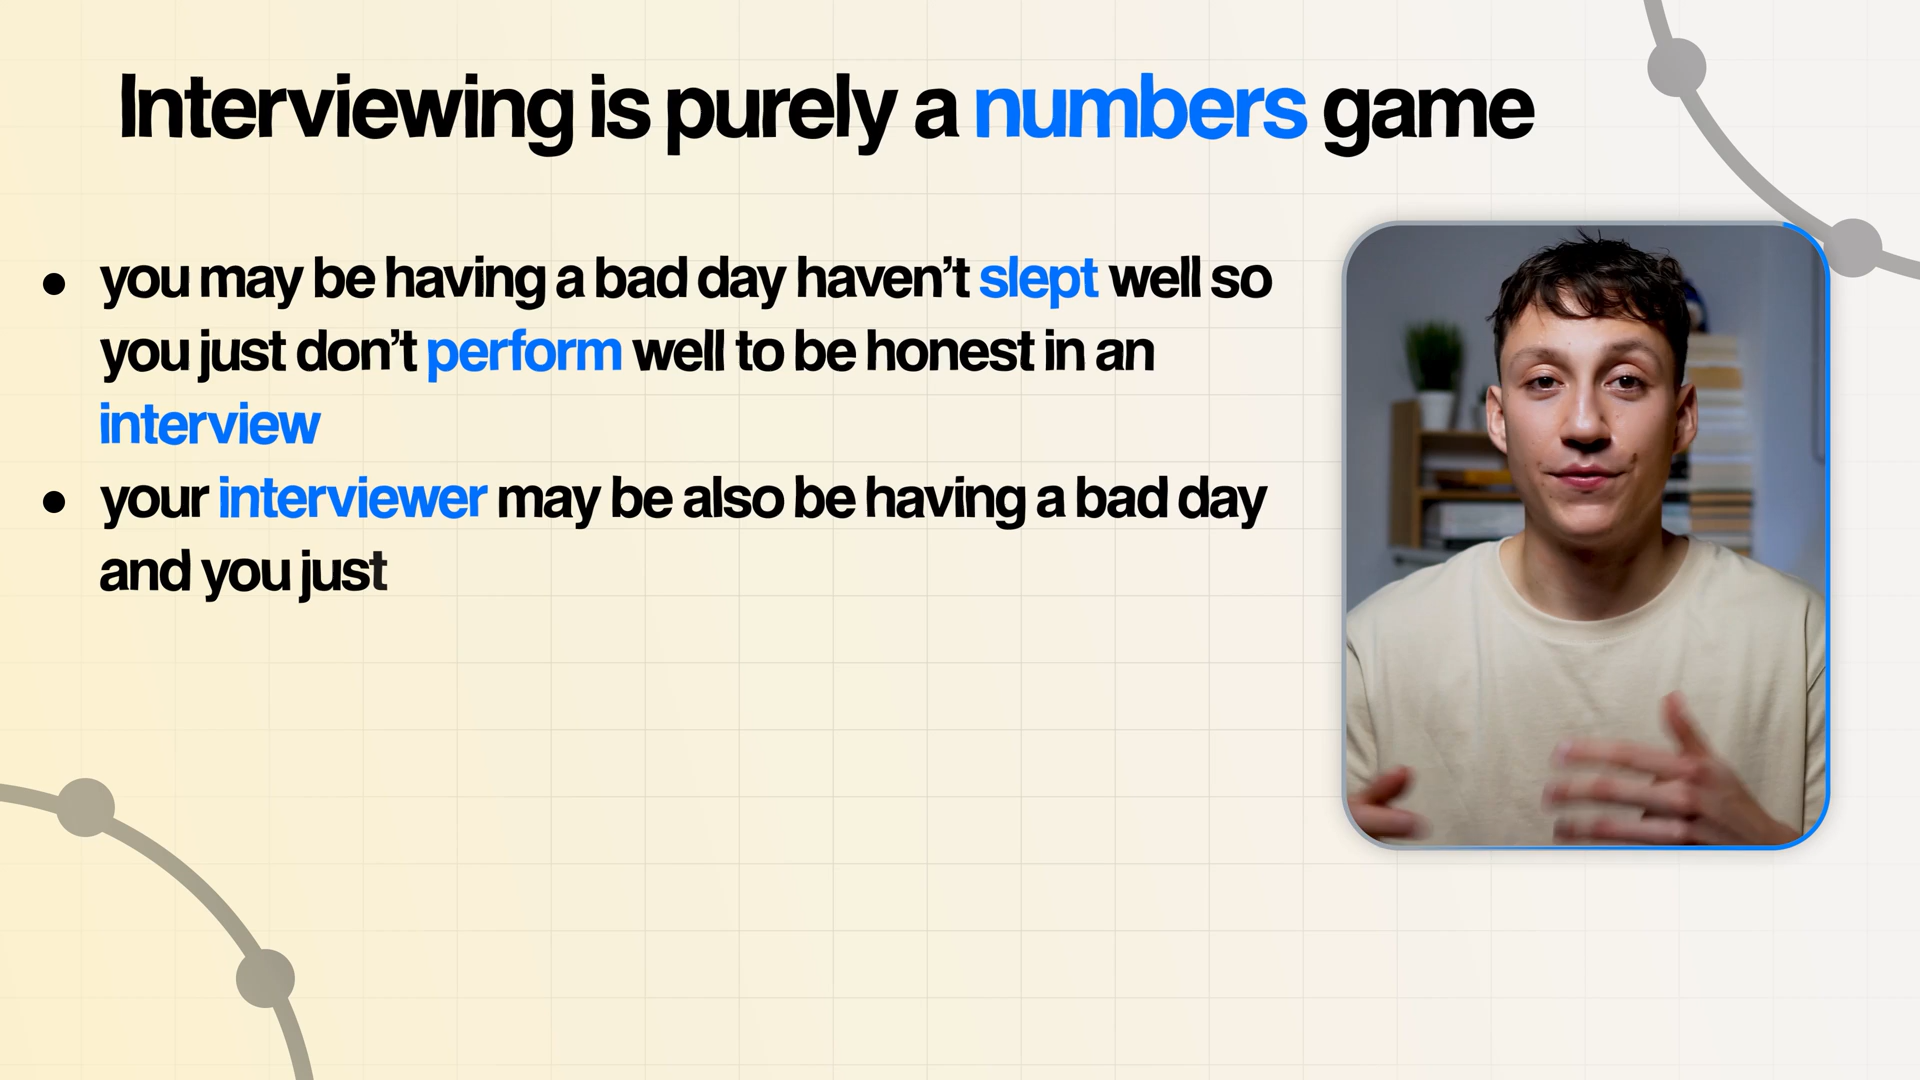 Interviewing is purely a numbers game
you may be having a bad day haven’t slept well so
you just don’t perform well to be honest in an
interview
your interviewer may be also be having a bad day
and you just